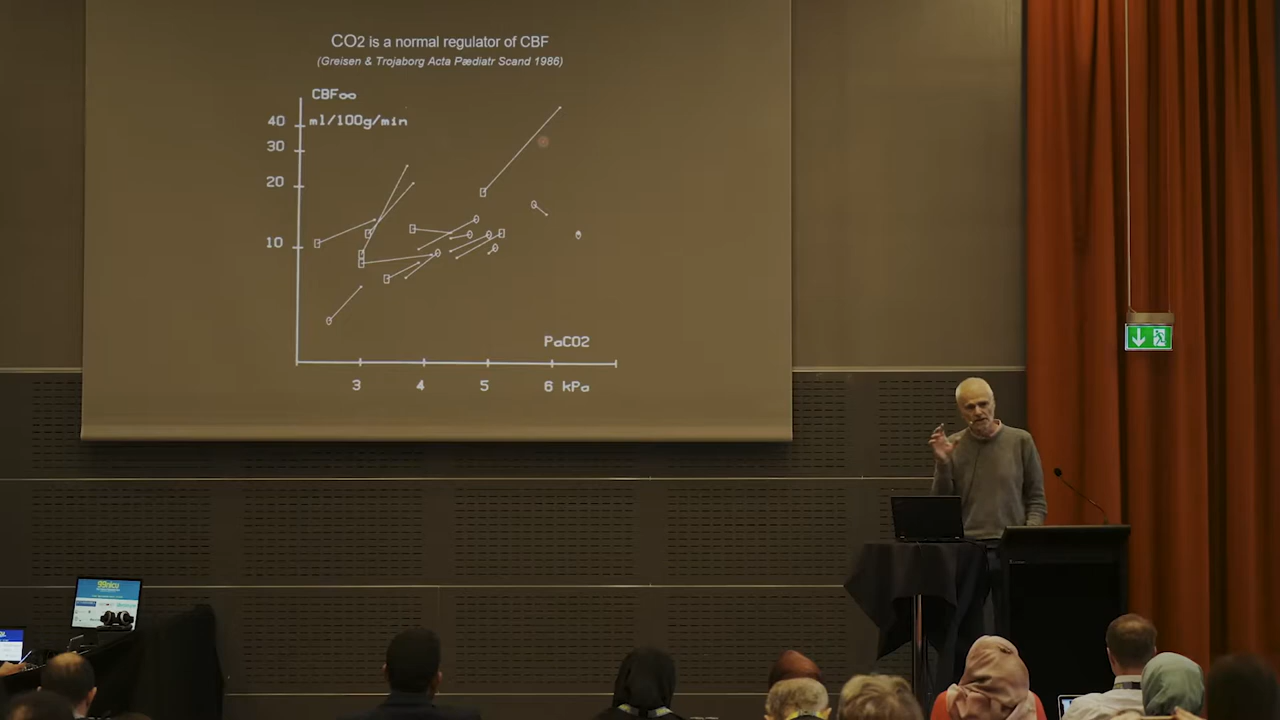 CO2 is a normal regulator of CBF
(Greisen & Trojaborg Acta Pædiatr Scand 1986)
CBF∞
ml/100g/min
40
30
20
10
PaCO2
3 4 5 6 kPa
99nicu